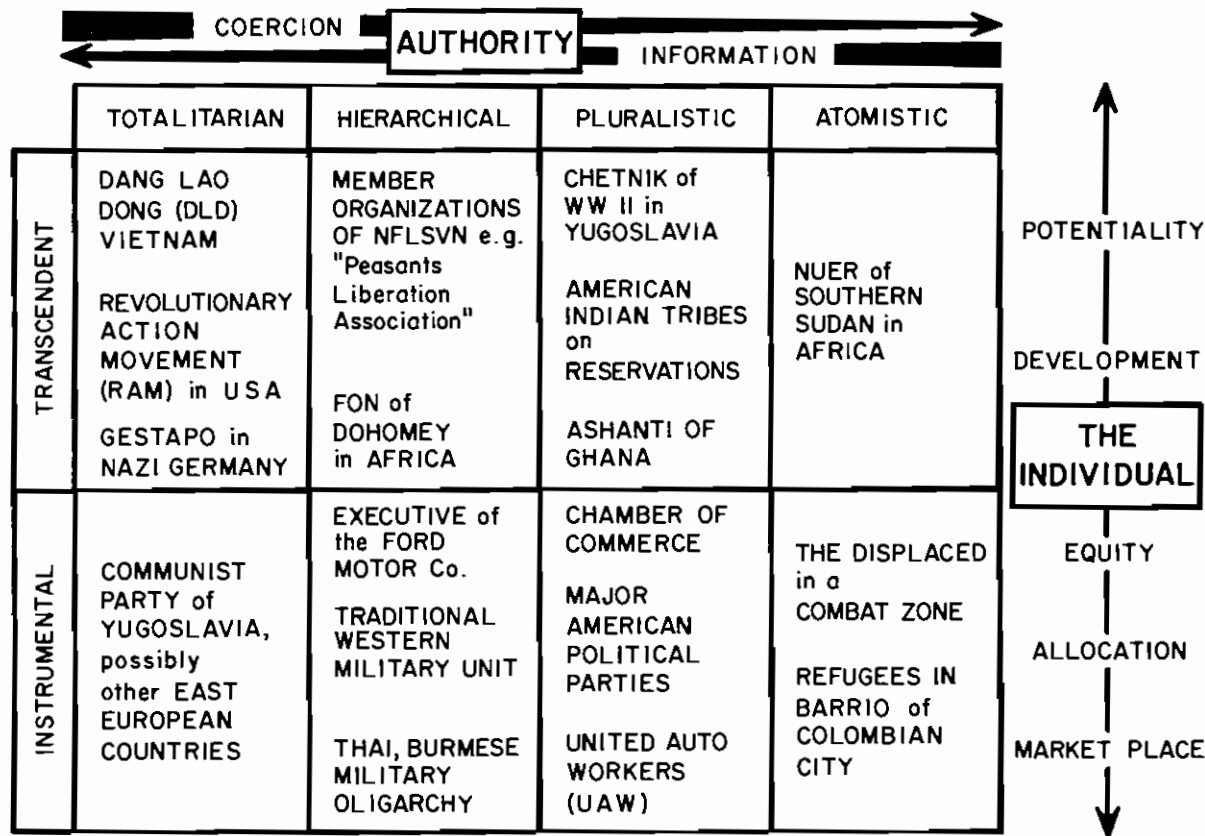 COERCION
AUTHORITY
INFORMATION
TOTALITARIAN
HIERARCHICAL
PLURALISTIC
ATOMISTIC
TRANSCENDENT
DANG LAO
DONG (DLD)
VIETNAM
REVOLUTIONARY
ACTION
MOVEMENT
(RAM) in USA
GESTAPO in
NAZI GERMANY
MEMBER
ORGANIZATIONS
OF NFLSVN e.g.
"Peasants
Liberation
Association"
FON of
DOHOMEY
in AFRICA
CHETNIK of
WW II in
YUGOSLAVIA
AMERICAN
INDIAN TRIBES
on
RESERVATIONS
ASHANTI OF
GHANA
NUER of
SOUTHERN
SUDAN in
AFRICA
INSTRUMENTAL
COMMUNIST
PARTY of
YUGOSLAVIA,
possibly
other EAST
EUROPEAN
COUNTRIES
EXECUTIVE of
the FORD
MOTOR Co.
TRADITIONAL
WESTERN
MILITARY UNIT
THAI, BURMESE
MILITARY
OLIGARCHY
CHAMBER OF
COMMERCE
MAJOR
AMERICAN
POLITICAL
PARTIES
UNITED AUTO
WORKERS
(UAW)
THE DISPLACED
in a
COMBAT ZONE
REFUGEES IN
BARRIO of
COLOMBIAN
CITY
POTENTIALITY
DEVELOPMENT
THE
INDIVIDUAL
EQUITY
ALLOCATION
MARKET PLACE